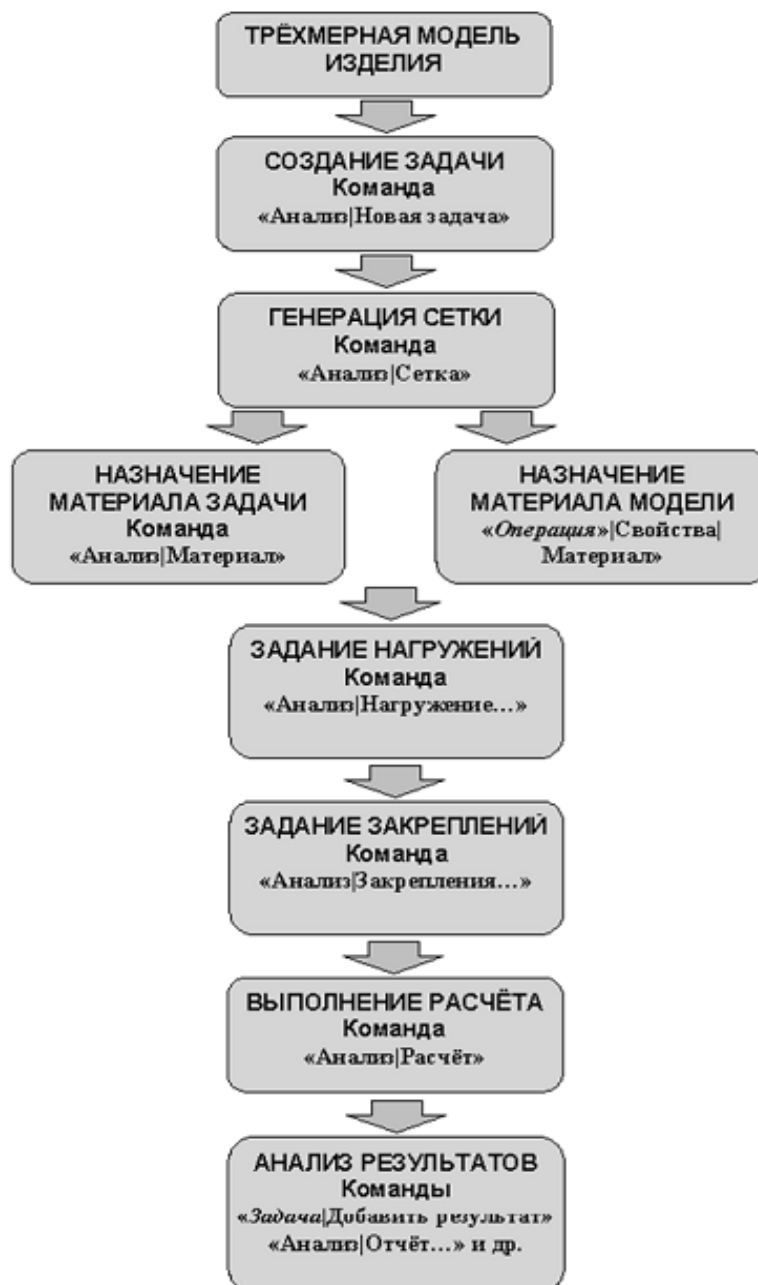 ТРЁХМЕРНАЯ МОДЕЛЬ
ИЗДЕЛИЯ
СОЗДАНИЕ ЗАДАЧИ
Команда
«Анализ|Новая задача»
ГЕНЕРАЦИЯ СЕТКИ
Команда
«Анализ|Сетка»
НАЗНАЧЕНИЕ
МАТЕРИАЛА ЗАДАЧИ
Команда
«Анализ|Материал»
НАЗНАЧЕНИЕ
МАТЕРИАЛА МОДЕЛИ
«Операция»|Свойства|
Материал»
ЗАДАНИЕ НАГРУЖЕНИЙ
Команда
«Анализ|Нагружение...»
ЗАДАНИЕ ЗАКРЕПЛЕНИЙ
Команда
«Анализ|Закрепления...»
ВЫПОЛНЕНИЕ РАСЧЁТА
Команда
«Анализ|Расчёт»
АНАЛИЗ РЕЗУЛЬТАТОВ
Команды
«Задача|Добавить результат»
«Анализ|Отчёт...» и др.